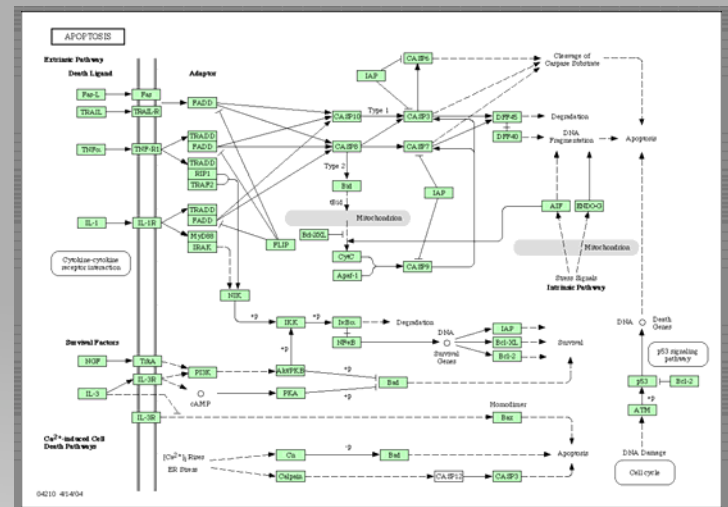 APOPTOSIS
Extrinsic Pathway
Death Ligand
Adaptor
Fas-L
Fas
FADD
TRAIL
TRAIL-R
TNFα
TNF-R1
TRADD
FADD
TRADD
RIP1
TRAF2
IL-1
IL-1R
TRADD
FADD
MyD88
IRAK
FLIP
Cytokine-cytokine
receptor interaction
CASP6
IAP
Type 1
CASP10
CASP3
CASP8
CASP7
Type 2
Bid
tBid
IAP
Mitochondrion
Bcl-2/XL
CytC
Apaf-1
CASP9
DFF45
Degradation
DFF40
DNA
Fragmentation
Apoptosis
Cleavage of
Caspase Substrate
AIF
ENDO-G
Mitochondrion
Stress Signals
Intrinsic Pathway
NIK
+p
IKK
+p
IκBα
Degradation
NFκB
DNA
Survival
Genes
IAP
Bcl-XL
Bcl-2
Survival
+p
Survival Factors
NGF
TrkA
PI3K
Akt/PKB
-p
IL-3R
IL-3
cAMP
PKA
+p
Bad
IL-3R
Homodimer
Bax
Ca2+-induced Cell
Death Pathways
[Ca2+]i Rises
ER Stress
Cn
-p
Bad
Apoptosis
Calpain
CASP12
CASP3
DNA
Death
Genes
p53 signaling
pathway
p53
Bcl-2
+p
ATM
DNA Damage
Cell cycle
04210 4/14/04